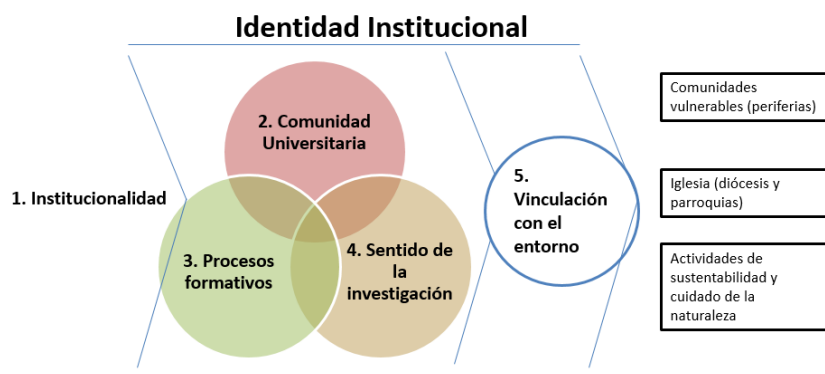 Identidad Institucional
1. Institucionalidad
2. Comunidad
Universitaria
3. Procesos
formativos
4. Sentido de
la
investigación
5.
Vinculación
con el
entorno
Comunidades
vulnerables (periferias)
Iglesia (diócesis y
parroquias)
Actividades de
sustentabilidad y
cuidado de la
naturaleza